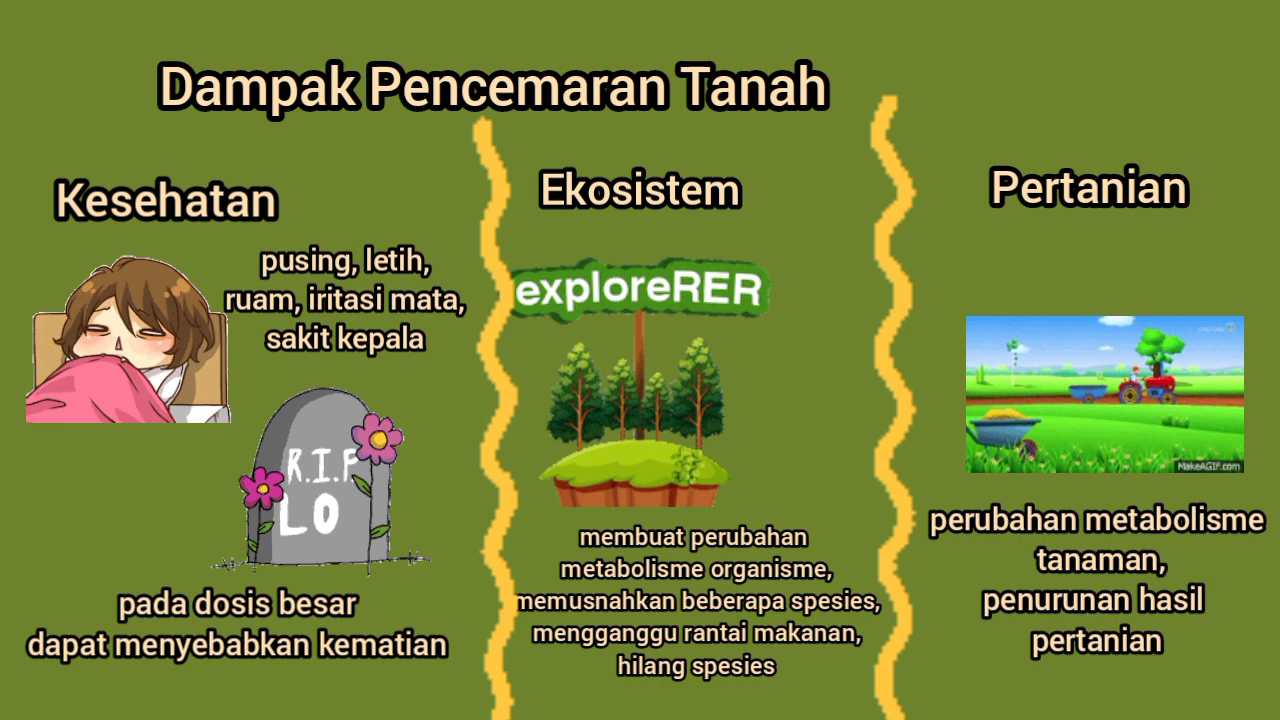 Dampak Pencemaran Tanah
Kesehatan
pusing, letih,
ruam, iritasi mata,
sakit kepala
R.I.P.
LO
pada dosis besar
dapat menyebabkan kematian
Ekosistem
exploreRER
membuat perubahan
metabolisme organisme,
memusnahkan beberapa spesies,
mengganggu rantai makanan,
hilang spesies
Pertanian
MakeAGIF.com
perubahan metabolisme
tanaman,
penurunan hasil
pertanian